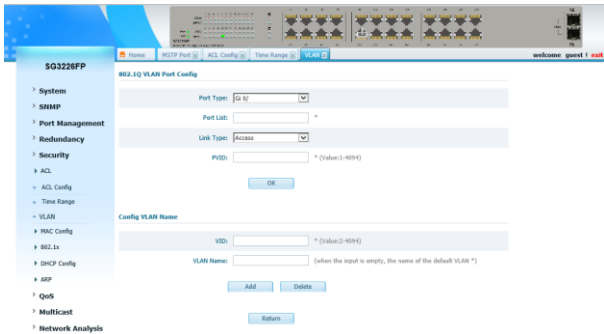 Home MSTP Port ACL Config Time Range VLAN welcome guest ! exit
SG3226FP
System
SNMP
Port Management
Redundancy
Security
ACL
ACL Config
Time Range
VLAN
MAC Config
802.1x
DHCP Config
ARP
QoS
Multicast
Network Analysis
802.1Q VLAN Port Config
Port Type: Gi 0/
Port List: *
Link Type: Access
PVID: * (Value:1-4094)
OK
Config VLAN Name
VID: * (Value:2-4094)
VLAN Name: (when the input is empty, the name of the default VLAN *)
Add Delete
Return